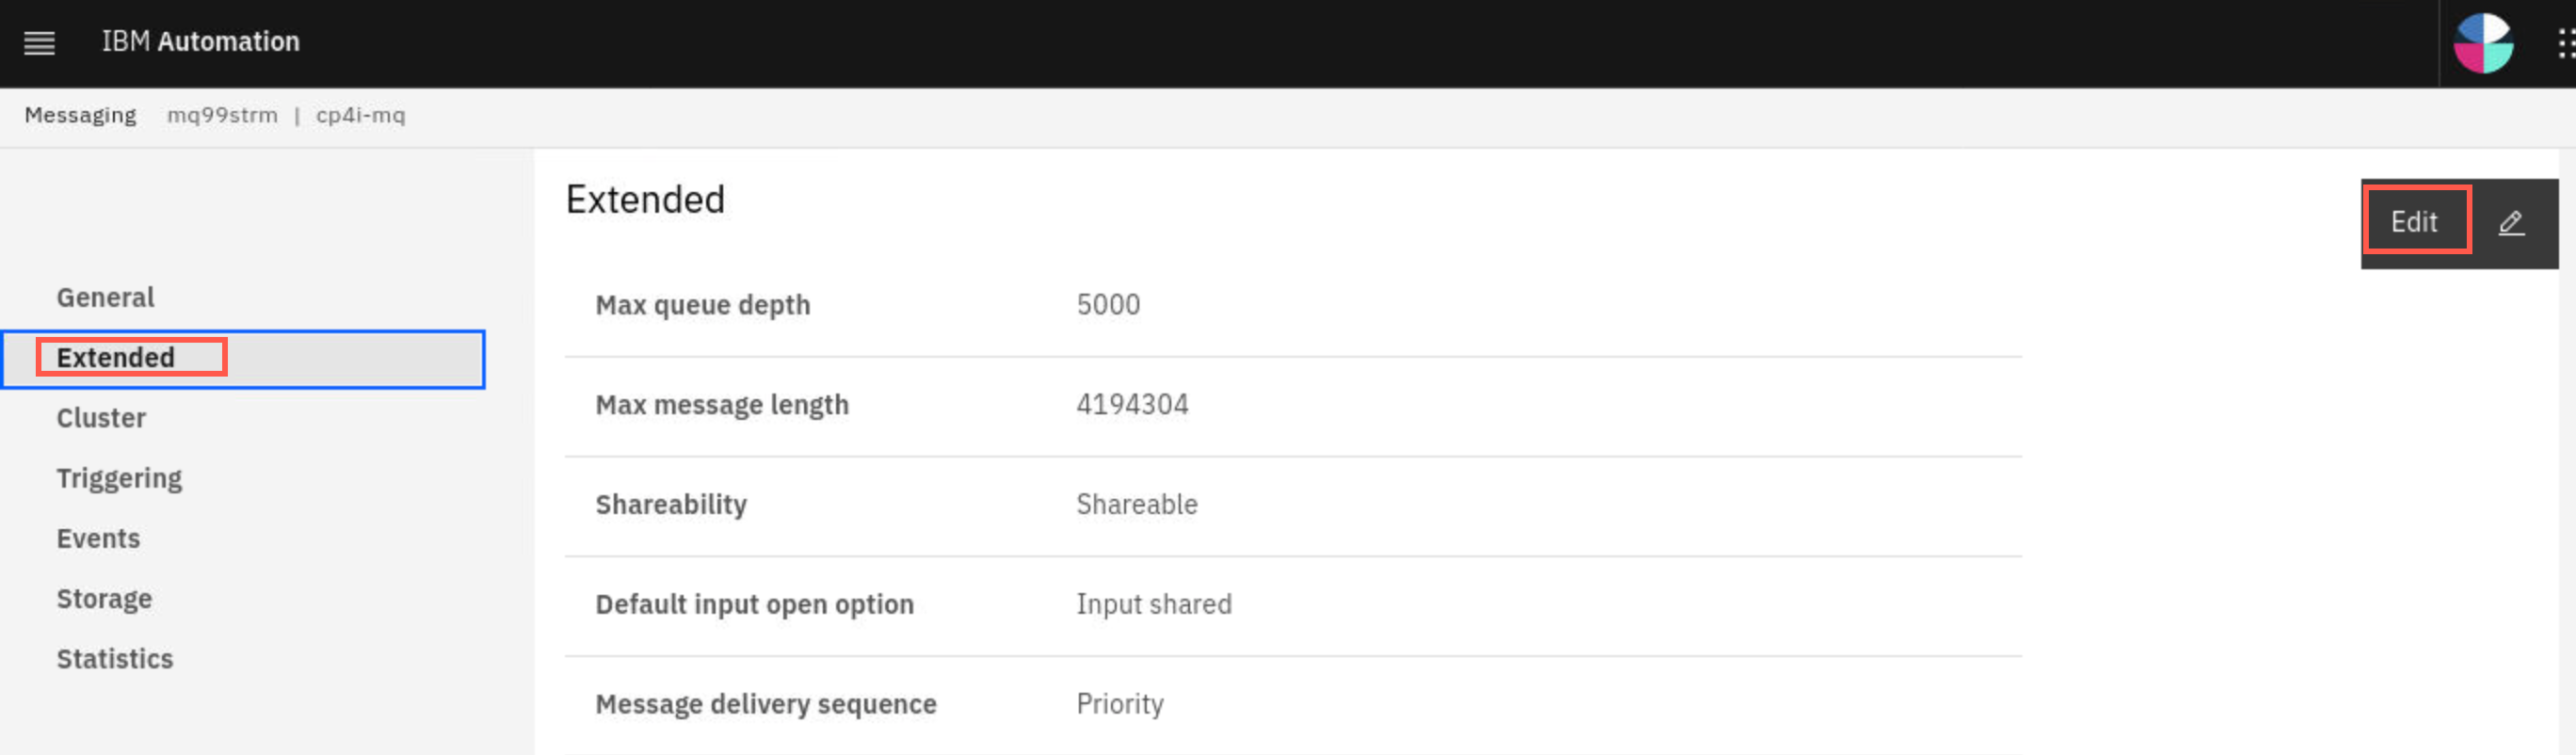 IBM Automation
Messaging mq99strm | cp4i-mq
General
Extended
Cluster
Triggering
Events
Storage
Statistics
Extended
Edit
Max queue depth 5000
Max message length 4194304
Shareability Shareable
Default input open option Input shared
Message delivery sequence Priority